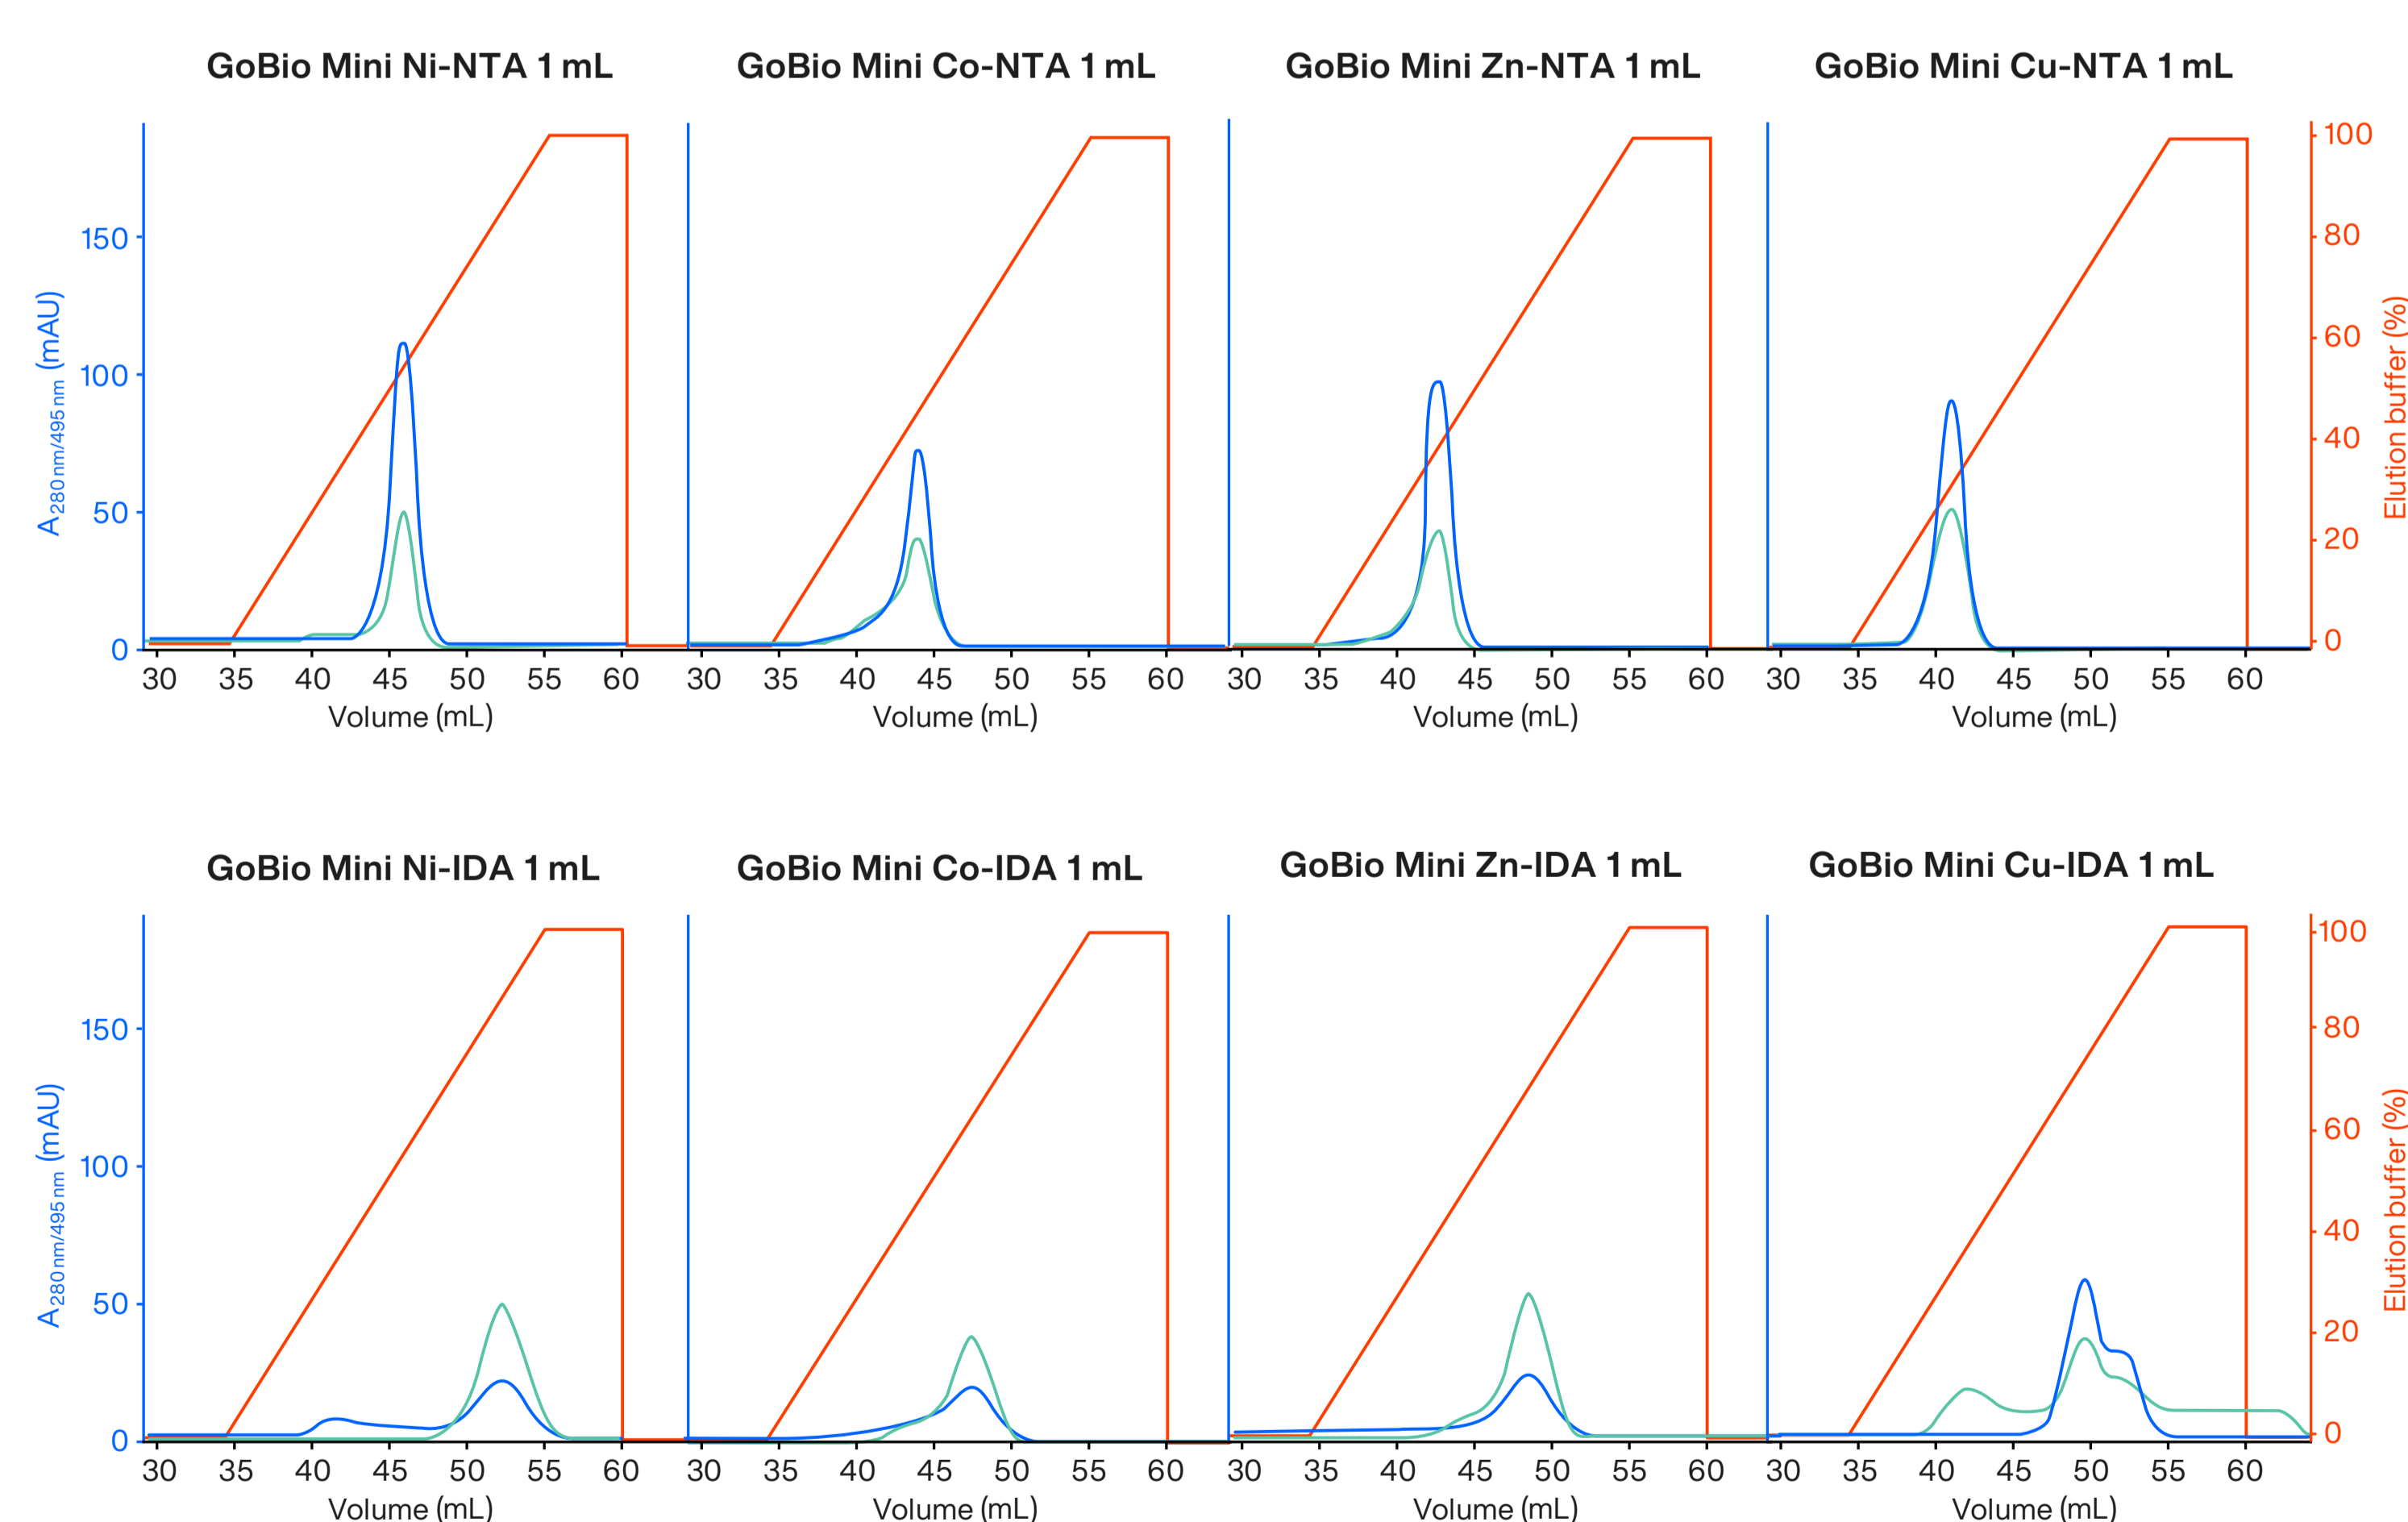 GoBio Mini Ni-NTA 1 mL GoBio Mini Co-NTA 1 mL GoBio Mini Zn-NTA 1 mL GoBio Mini Cu-NTA 1 mL
A280 nm/495 nm (mAU)
150
100
50
0
100
80
60
40
20
0
Elution buffer (%)
30 35 40 45 50 55 60 30 35 40 45 50 55 60 30 35 40 45 50 55 60 30 35 40 45 50 55 60
Volume (mL) Volume (mL) Volume (mL) Volume (mL)
GoBio Mini Ni-IDA 1 mL GoBio Mini Co-IDA 1 mL GoBio Mini Zn-IDA 1 mL GoBio Mini Cu-IDA 1 mL
A280 nm/495 nm (mAU)
150
100
50
0
100
80
60
40
20
0
Elution buffer (%)
30 35 40 45 50 55 60 30 35 40 45 50 55 60 30 35 40 45 50 55 60 30 35 40 45 50 55 60
Volume (mL) Volume (mL) Volume (mL) Volume (mL)